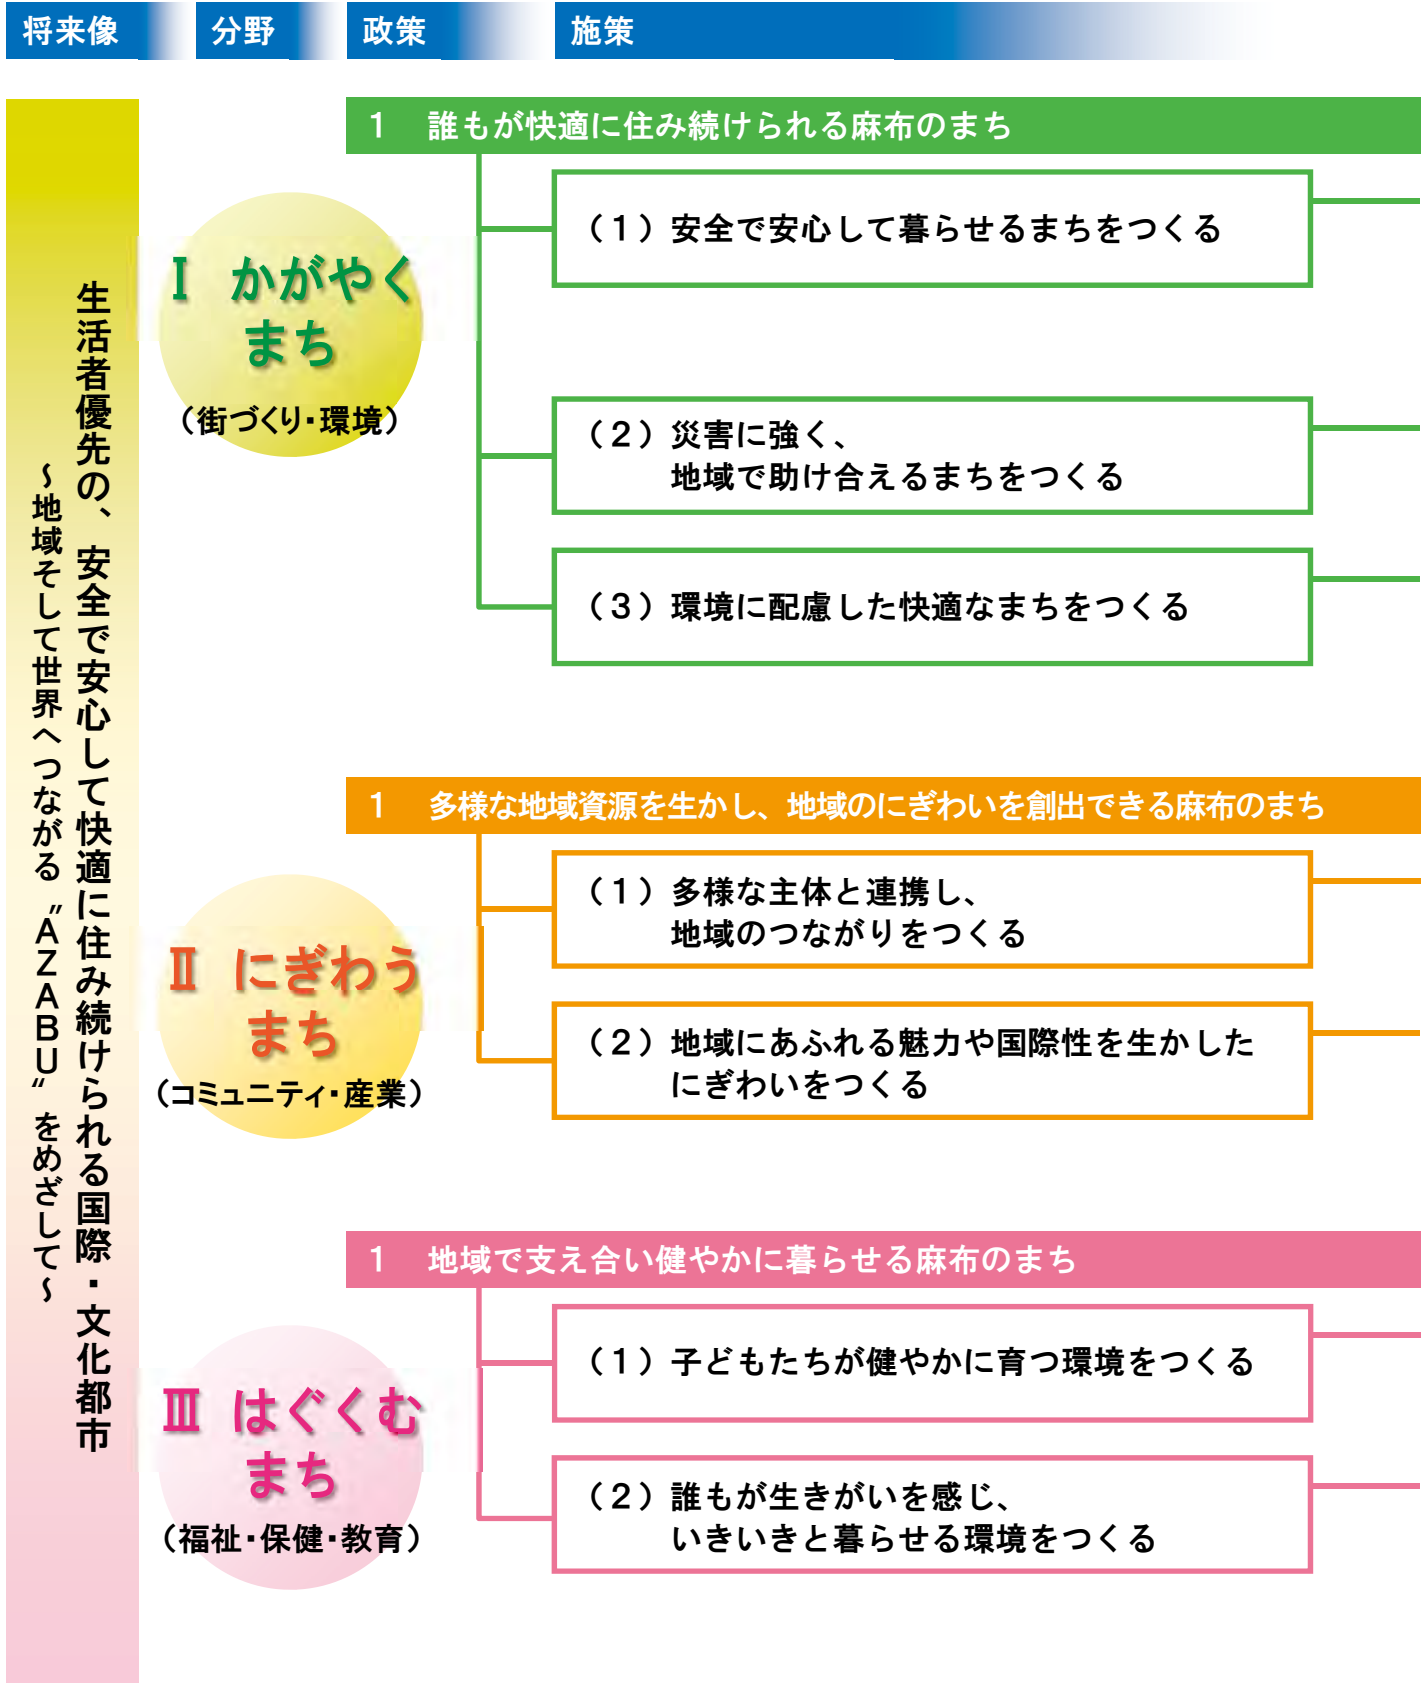 将来像 分野 政策 施策
生活者優先の、安全で安心して快適に住み続けられる国際・文化都市
～地域そして世界へつながる〝AZABU〟をめざして～
Ⅰ かがやく
まち
（街づくり・環境）
1 誰もが快適に住み続けられる麻布のまち
（1）安全で安心して暮らせるまちをつくる
（2）災害に強く、
地域で助け合えるまちをつくる
（3）環境に配慮した快適なまちをつくる
Ⅱ にぎわう
まち
（コミュニティ・産業）
1 多様な地域資源を生かし、地域のにぎわいを創出できる麻布のまち
（1）多様な主体と連携し、
地域のつながりをつくる
（2）地域にあふれる魅力や国際性を生かした
にぎわいをつくる
Ⅲ はぐくむ
まち
（福祉・保健・教育）
1 地域で支え合い健やかに暮らせる麻布のまち
（1）子どもたちが健やかに育つ環境をつくる
（2）誰もが生きがいを感じ、
いきいきと暮らせる環境をつくる